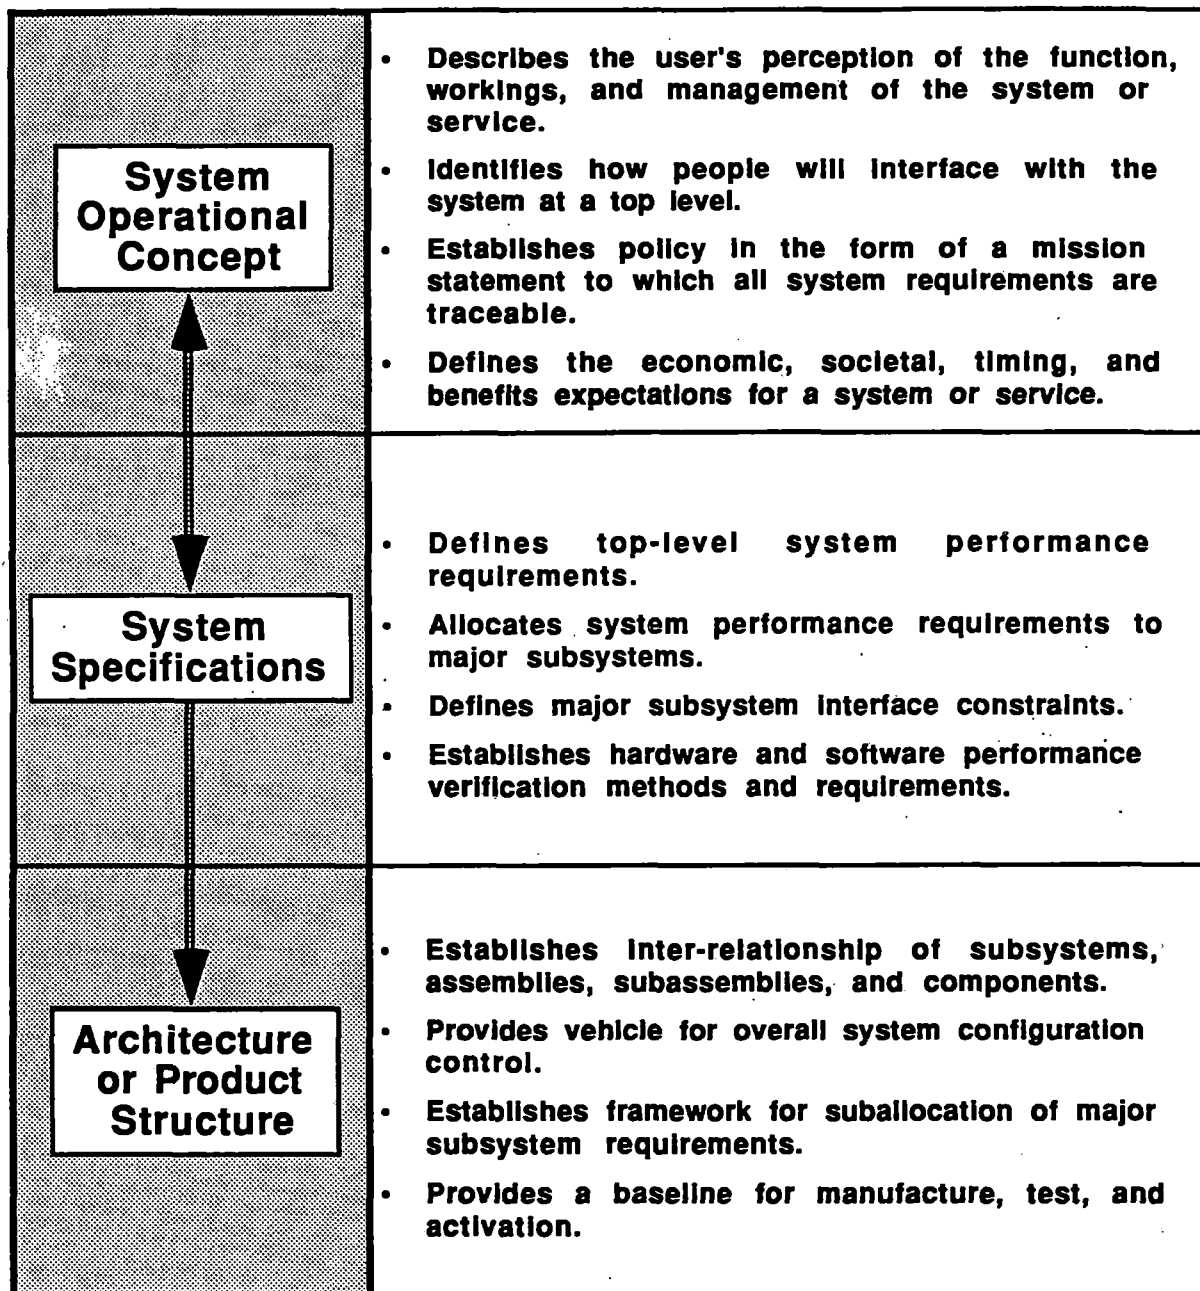 System
Operational
Concept
• Describes the user's perception of the function,
workings, and management of the system or
service.
• Identifies how people will interface with the
system at a top level.
• Establishes policy in the form of a mission
statement to which all system requirements are
traceable.
• Defines the economic, societal, timing, and
benefits expectations for a system or service.
System
Specifications
• Defines top-level system performance
requirements.
• Allocates system performance requirements to
major subsystems.
• Defines major subsystem interface constraints.
• Establishes hardware and software performance
verification methods and requirements.
Architecture
or Product
Structure
• Establishes inter-relationship of subsystems,
assemblies, subassemblies, and components.
• Provides vehicle for overall system configuration
control.
• Establishes framework for suballocation of major
subsystem requirements.
• Provides a baseline for manufacture, test, and
activation.